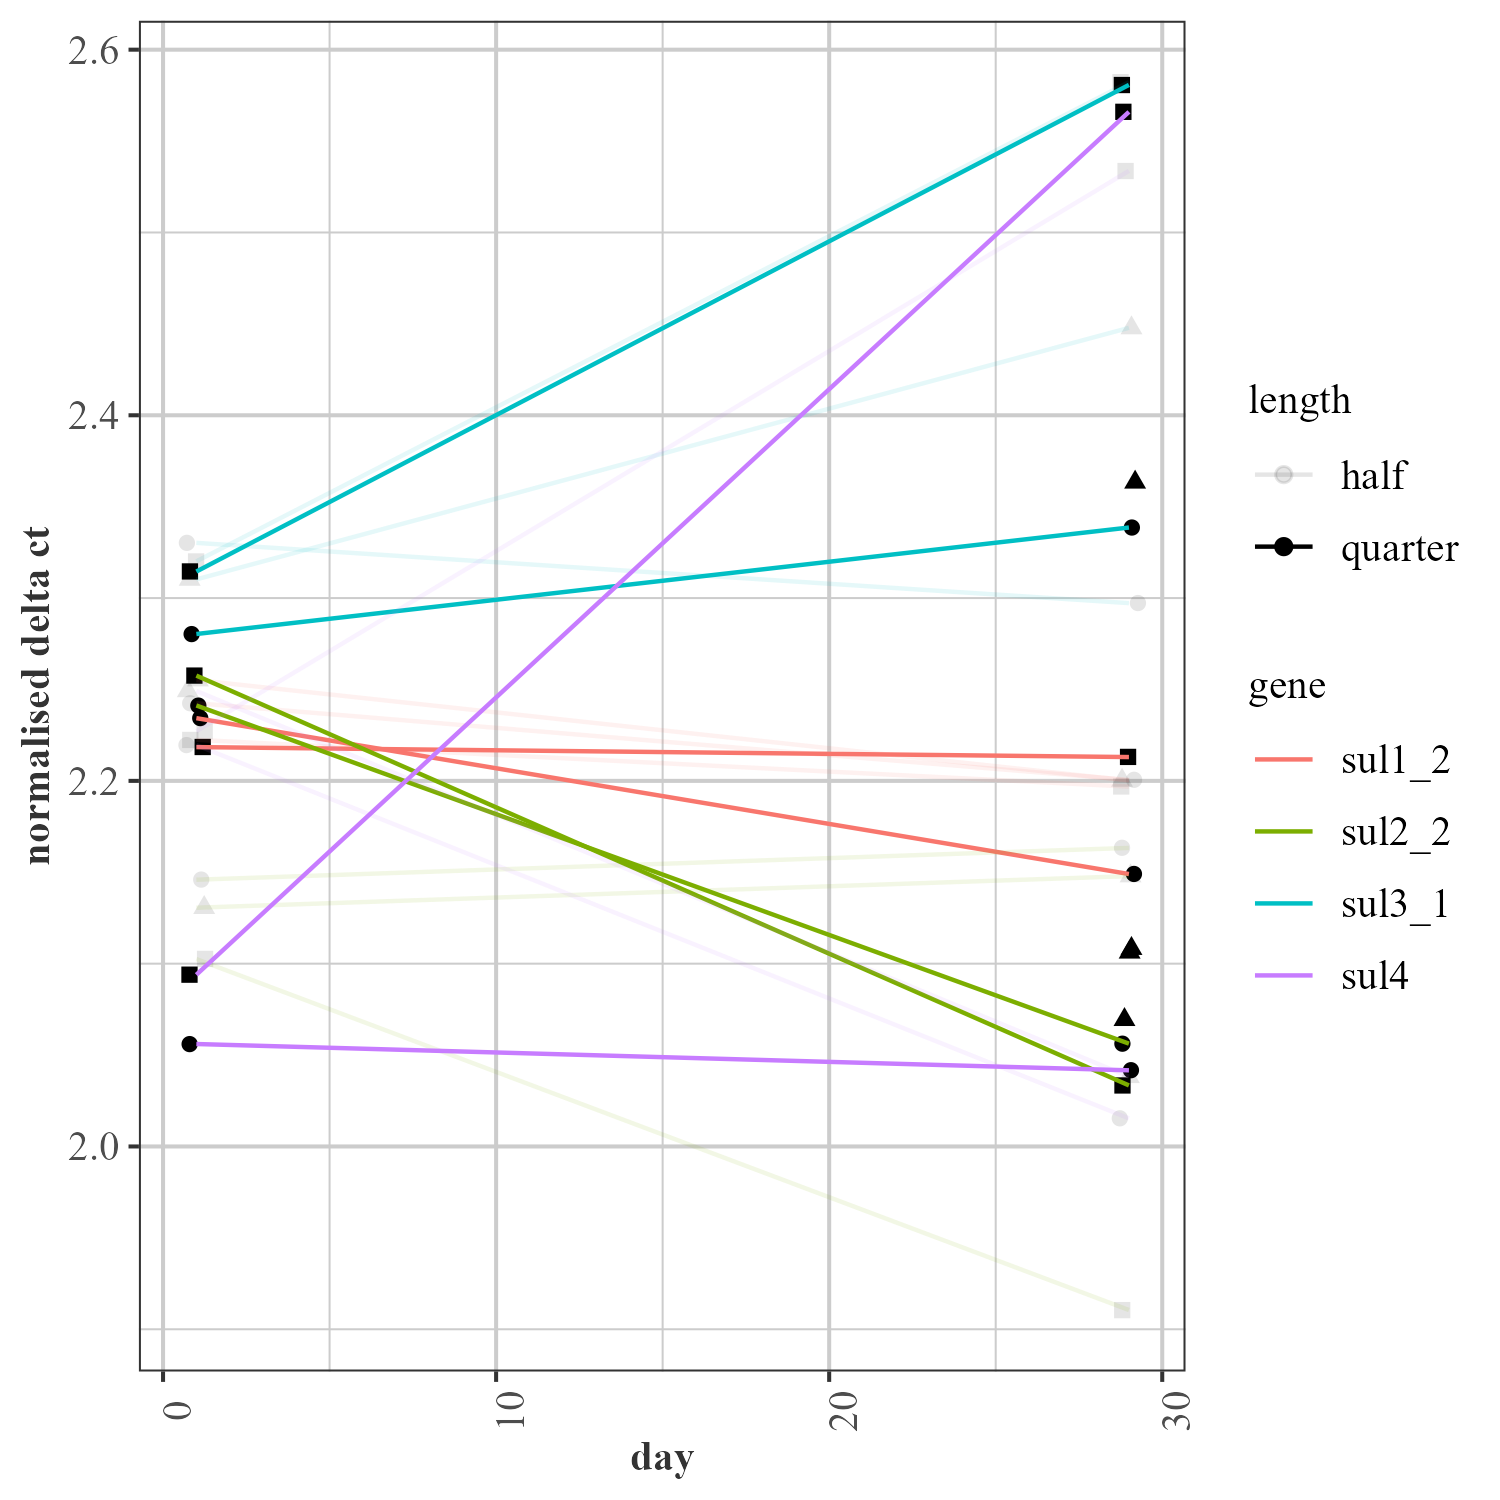 2.6
2.4
2.2
2.0
normalised delta ct
0
10
20
30
day
length
half
quarter
gene
sul1_2
sul2_2
sul3_1
sul4